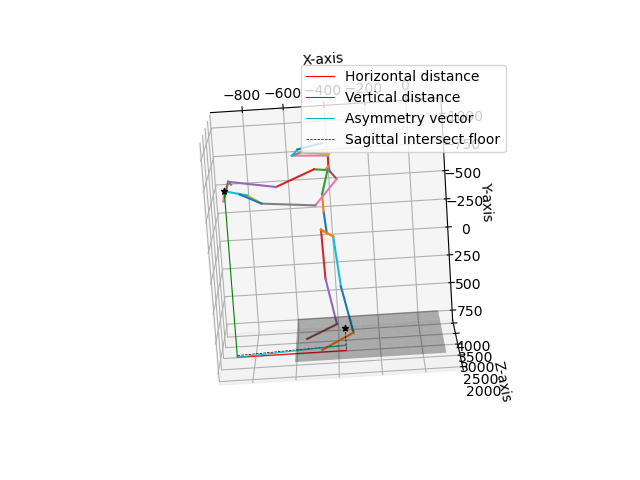 X-axis
−800
−600
−400
−200
0
Horizontal distance
Vertical distance
Asymmetry vector
Sagittal intersect floor
−500
−250
0
250
500
750
Y-axis
4000
3500
3000
2500
2000
Z-axis